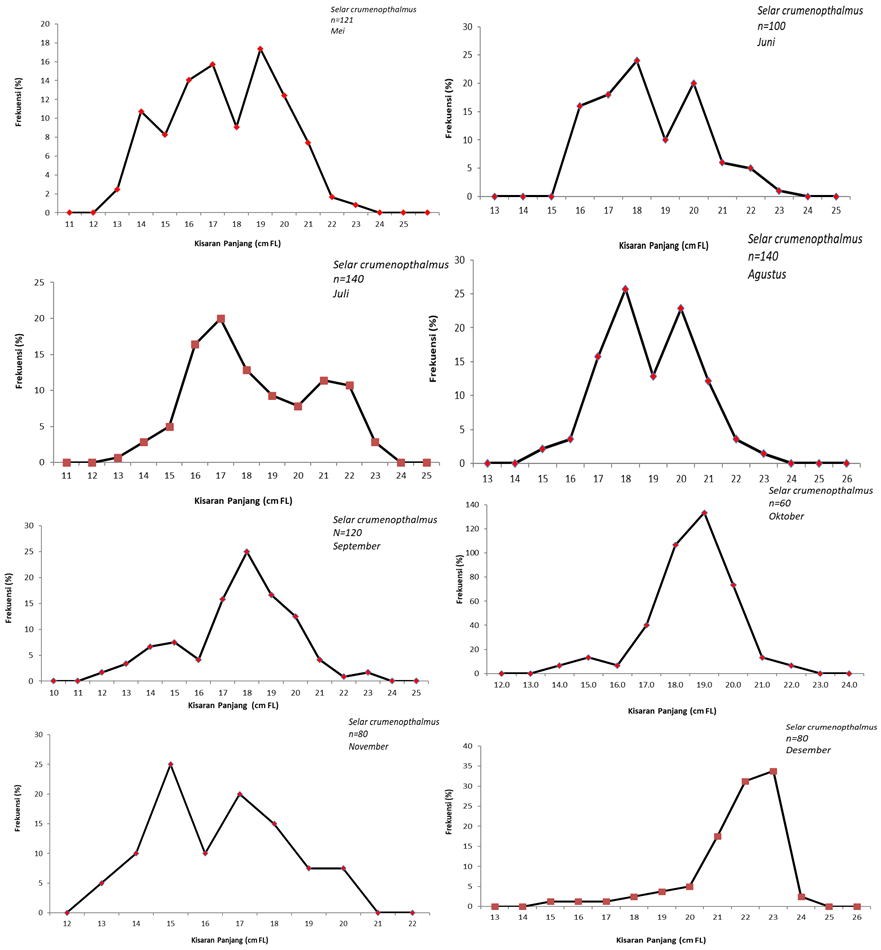 Selar crumenopthalmus
n=121
Mei
Frekuensi (%)
20
18
16
14
12
10
8
6
4
2
0
11 12 13 14 15 16 17 18 19 20 21 22 23 24 25
Kisaran Panjang (cm FL)
Selar crumenopthalmus
n=100
Juni
Frekuensi (%)
30
25
20
15
10
5
0
13 14 15 16 17 18 19 20 21 22 23 24 25
Kisaran Panjang (cm FL)
Selar crumenopthalmus
n=140
Juli
Frekuensi (%)
25
20
15
10
5
0
11 12 13 14 15 16 17 18 19 20 21 22 23 24 25
Kisaran Panjang (cm FL)
Selar crumenopthalmus
n=140
Agustus
Frekuensi (%)
30
25
20
15
10
5
0
13 14 15 16 17 18 19 20 21 22 23 24 25 26
Kisaran Panjang (cm FL)
Selar crumenopthalmus
N=120
September
Frekuensi (%)
30
25
20
15
10
5
0
10 11 12 13 14 15 16 17 18 19 20 21 22 23 24 25
Kisaran Panjang (cm FL)
Selar crumenopthalmus
n=60
Oktober
Frekuensi (%)
140
120
100
80
60
40
20
0
12.0 13.0 14.0 15.0 16.0 17.0 18.0 19.0 20.0 21.0 22.0 23.0 24.0
Kisaran Panjang (cm FL)
Selar crumenopthalmus
n=80
November
Frekuensi (%)
30
25
20
15
10
5
0
12 13 14 15 16 17 18 19 20 21 22
Kisaran Panjang (cm FL)
Selar crumenopthalmus
n=80
Desember
Frekuensi (%)
40
35
30
25
20
15
10
5
0
13 14 15 16 17 18 19 20 21 22 23 24 25 26
Kisaran Panjang (cm FL)